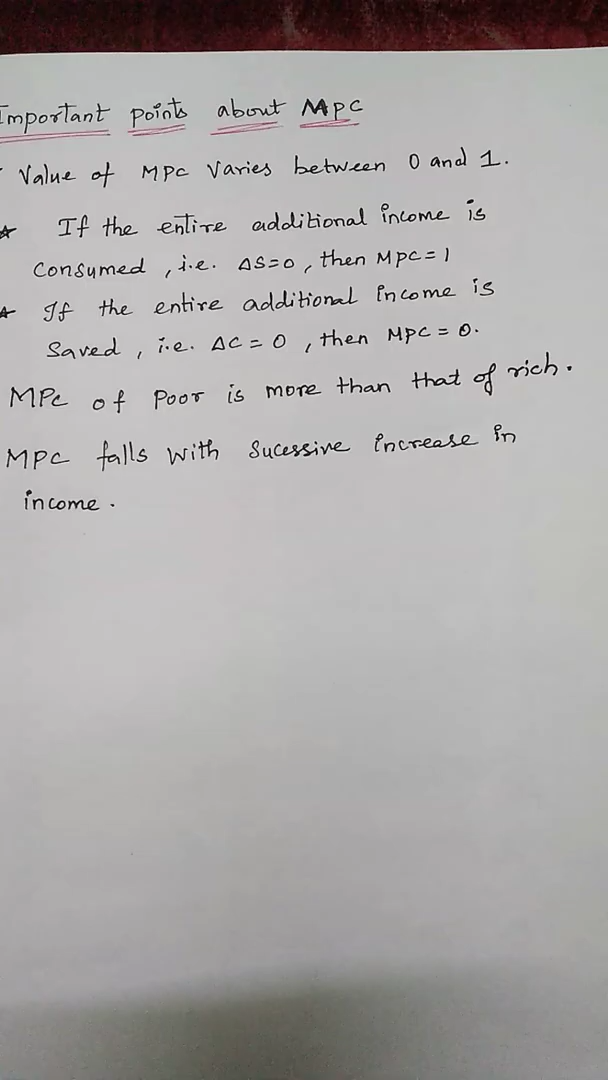 Important points about MPC
Value of MPC Varies between 0 and 1.
★ If the entire additional income is
Consumed, i.e. ΔS=0, then MPC=1
★ If the entire additional income is
Saved, i.e. ΔC=0, then MPC=0.
MPC of Poor is more than that of rich.
MPC falls with Sucessive increase in
income.